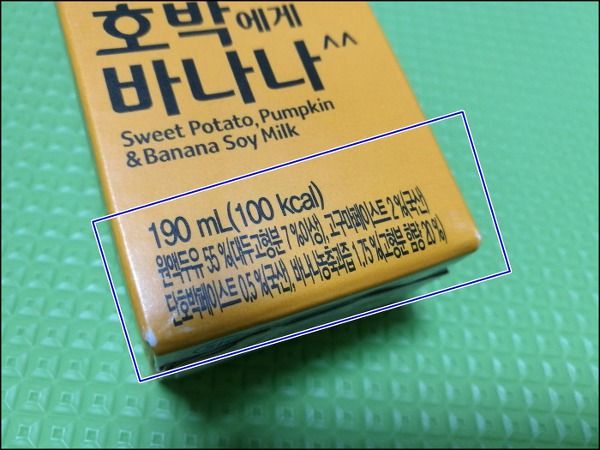 호박에게
바나나^^
Sweet Potato, Pumpkin
& Banana Soy Milk
190 mL(100 kcal)
원액두유 55 %(대두고형분 7 %이상), 고구마페이스트 2 %(국산)
단호박페이스트 0.5 %(국산), 바나나농축과즙 1.75 %(고형분 함량 20 %)